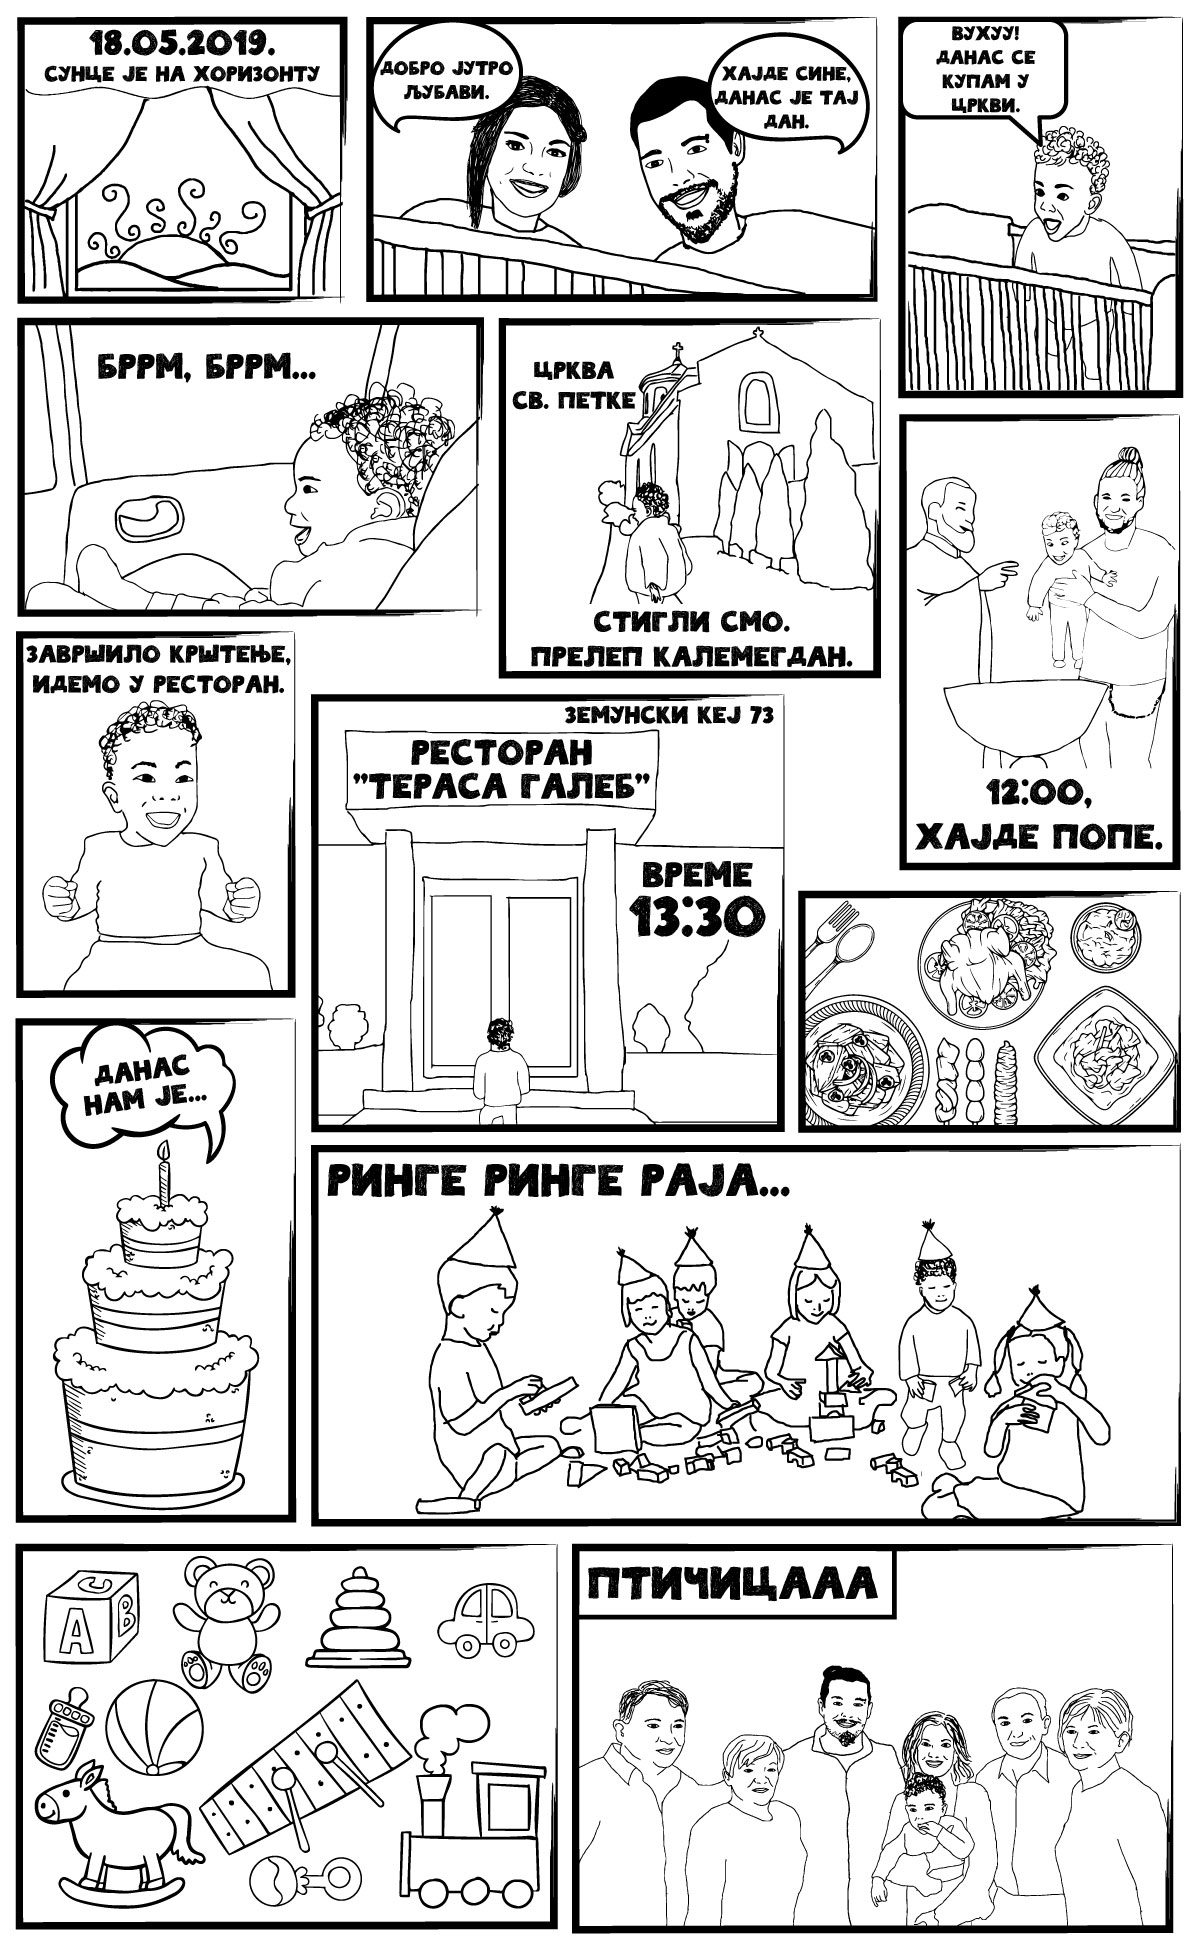 18.05.2019.
СУНЦЕ ЈЕ НА ХОРИЗОНТУ
ДОБРО ЈУТРО
ЉУБАВИ.
ХАЈДЕ СИНЕ,
ДАНАС ЈЕ ТАЈ
ДАН.
ВУХУУ!
ДАНАС СЕ
КУПАМ У
ЦРКВИ.
БРРМ, БРРМ...
ЦРКВА
СВ. ПЕТКЕ
СТИГЛИ СМО.
ПРЕЛЕП КАЛЕМЕГДАН.
12:00,
ХАЈДЕ ПОПЕ.
ЗАВРШИЛО КРШТЕЊЕ,
ИДЕМО У РЕСТОРАН.
ЗЕМУНСКИ КЕЈ 73
РЕСТОРАН
"ТЕРАСА ГАЛЕБ"
ВРЕМЕ
13:30
ДАНАС
НАМ ЈЕ...
РИНГЕ РИНГЕ РАЈА...
C
A B
ПТИЧИЦААА